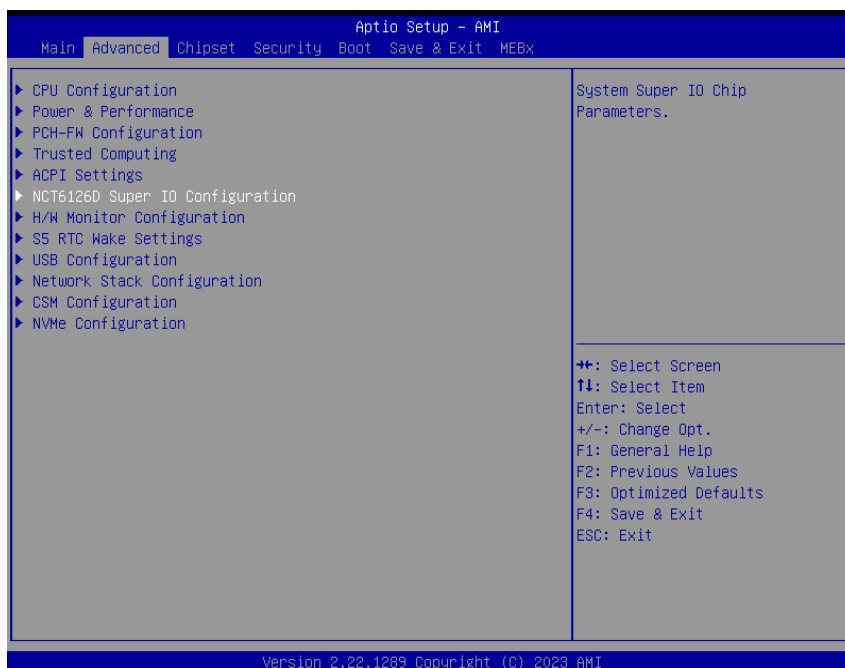 Aptio Setup – AMI
Main Advanced Chipset Security Boot Save & Exit MEBx
CPU Configuration
Power & Performance
PCH-FW Configuration
Trusted Computing
ACPI Settings
NCT6126D Super IO Configuration
H/W Monitor Configuration
S5 RTC Wake Settings
USB Configuration
Network Stack Configuration
CSM Configuration
NVMe Configuration
System Super IO Chip
Parameters.
→←: Select Screen
↑↓: Select Item
Enter: Select
+/-: Change Opt.
F1: General Help
F2: Previous Values
F3: Optimized Defaults
F4: Save & Exit
ESC: Exit
Version 2.22.1289 Copyright (C) 2023 AMI